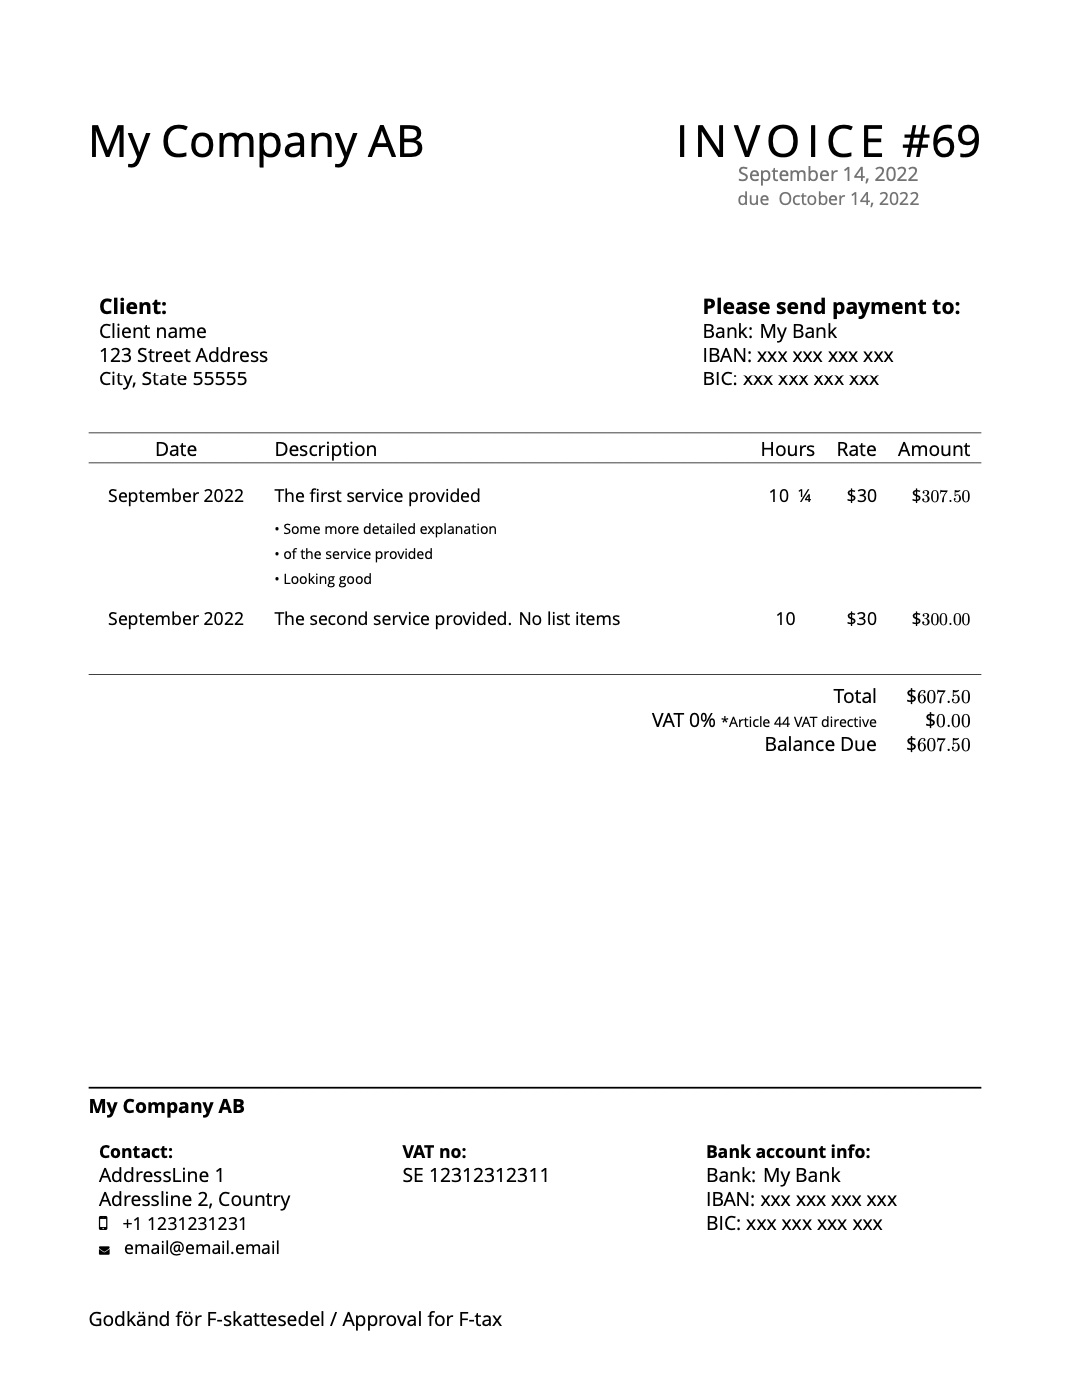 My Company AB
INVOICE #69
September 14, 2022
due October 14, 2022
Client:
Client name
123 Street Address
City, State 55555
Please send payment to:
Bank: My Bank
IBAN: xxx xxx xxx xxx
BIC: xxx xxx xxx xxx
Date Description Hours Rate Amount
September 2022 The first service provided 10 ¼ $30 $307.50
• Some more detailed explanation
• of the service provided
• Looking good
September 2022 The second service provided. No list items 10 $30 $300.00
Total $607.50
VAT 0% *Article 44 VAT directive $0.00
Balance Due $607.50
My Company AB
Contact:
AddressLine 1
Adressline 2, Country
+1 1231231231
email@email.email
VAT no:
SE 12312312311
Bank account info:
Bank: My Bank
IBAN: xxx xxx xxx xxx
BIC: xxx xxx xxx xxx
Godkänd för F-skattesedel / Approval for F-tax